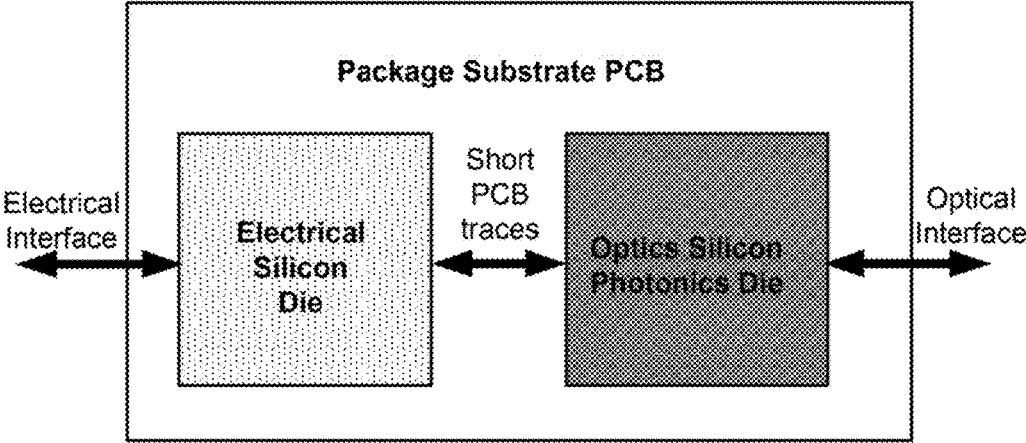 Package Substrate PCB
Electrical
Interface
Electrical
Silicon
Die
Short
PCB
traces
Optics Silicon
Photonics Die
Optical
Interface